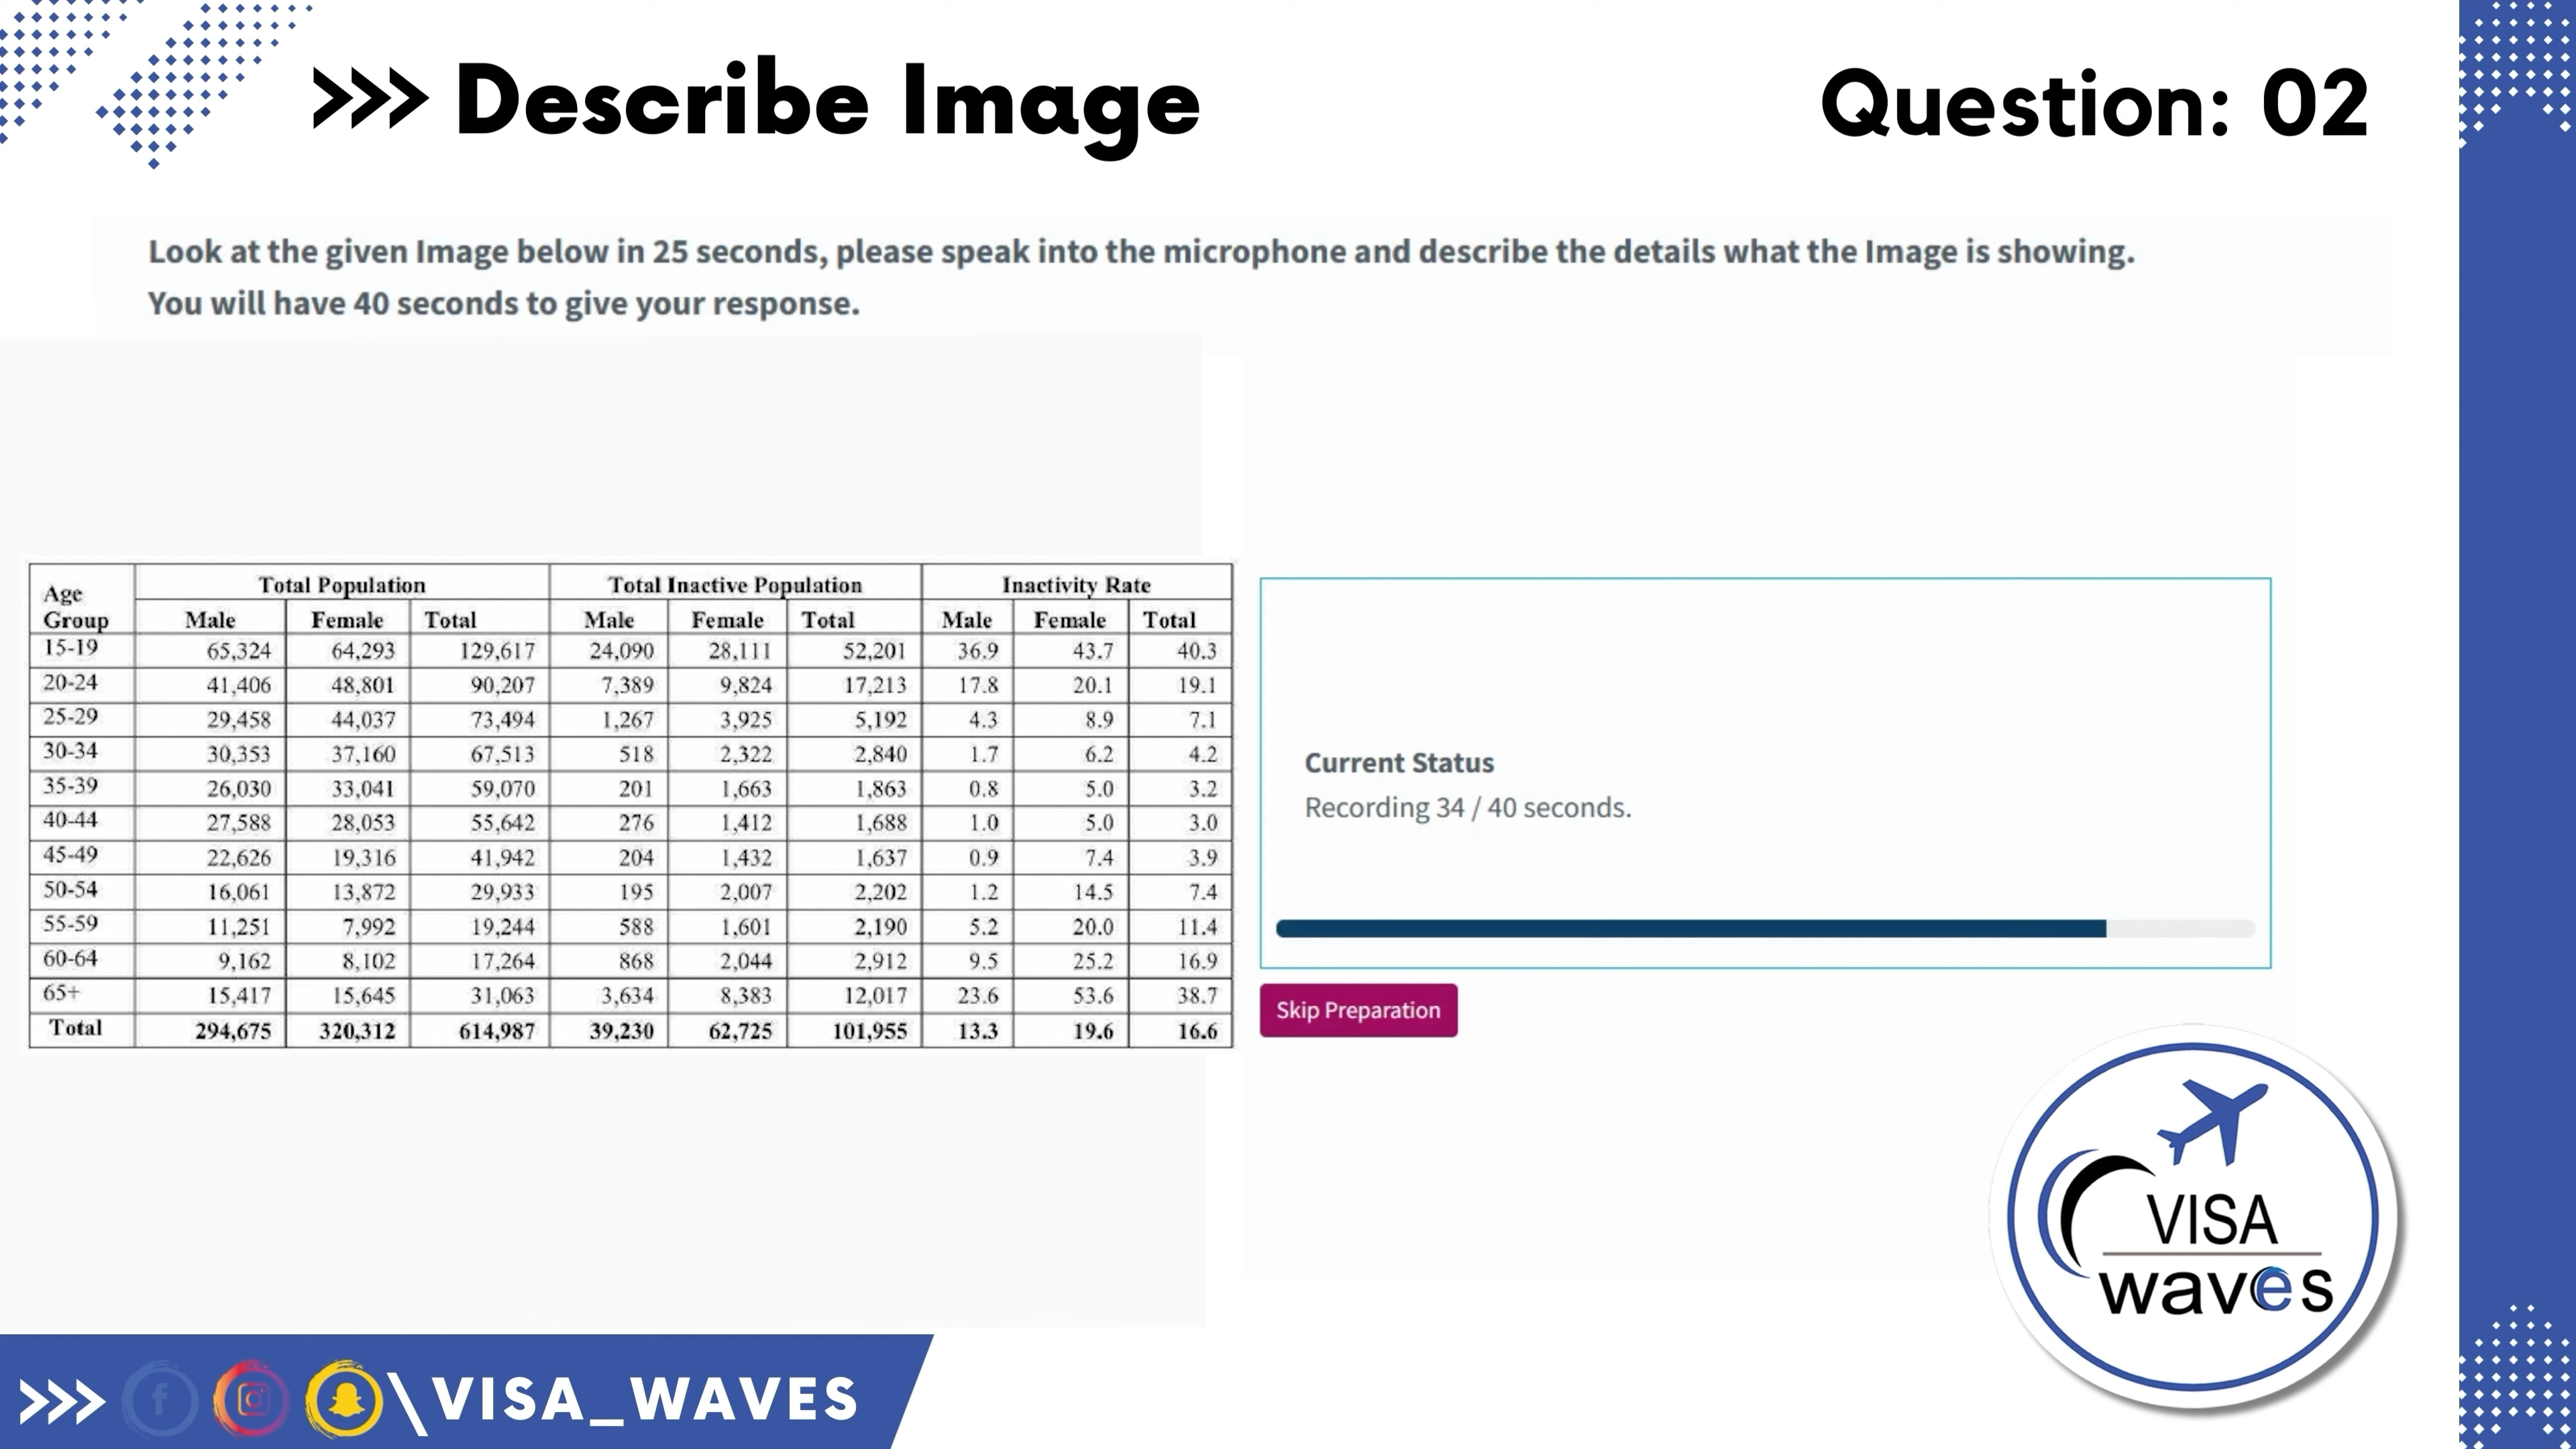 >>> Describe Image
Question: 02
Look at the given Image below in 25 seconds, please speak into the microphone and describe the details what the Image is showing.
You will have 40 seconds to give your response.
Age Group Total Population Total Inactive Population Inactivity Rate
Male Female Total Male Female Total Male Female Total
15-19 65,324 64,293 129,617 24,090 28,111 52,201 36.9 43.7 40.3
20-24 41,406 48,801 90,207 7,389 9,824 17,213 17.8 20.1 19.1
25-29 29,458 44,037 73,494 1,267 3,925 5,192 4.3 8.9 7.1
30-34 30,353 37,160 67,513 518 2,322 2,840 1.7 6.2 4.2
35-39 26,030 33,041 59,070 201 1,663 1,863 0.8 5.0 3.2
40-44 27,588 28,053 55,642 276 1,412 1,688 1.0 5.0 3.0
45-49 22,626 19,316 41,942 204 1,432 1,637 0.9 7.4 3.9
50-54 16,061 13,872 29,933 195 2,007 2,202 1.2 14.5 7.4
55-59 11,251 7,992 19,244 588 1,601 2,190 5.2 20.0 11.4
60-64 9,162 8,102 17,264 868 2,044 2,912 9.5 25.2 16.9
65+ 15,417 15,645 31,063 3,634 8,383 12,017 23.6 53.6 38.7
Total 294,675 320,312 614,987 39,230 62,725 101,955 13.3 19.6 16.6
Current Status
Recording 34 / 40 seconds.
Skip Preparation
VISA
waves
>>> \VISA_WAVES